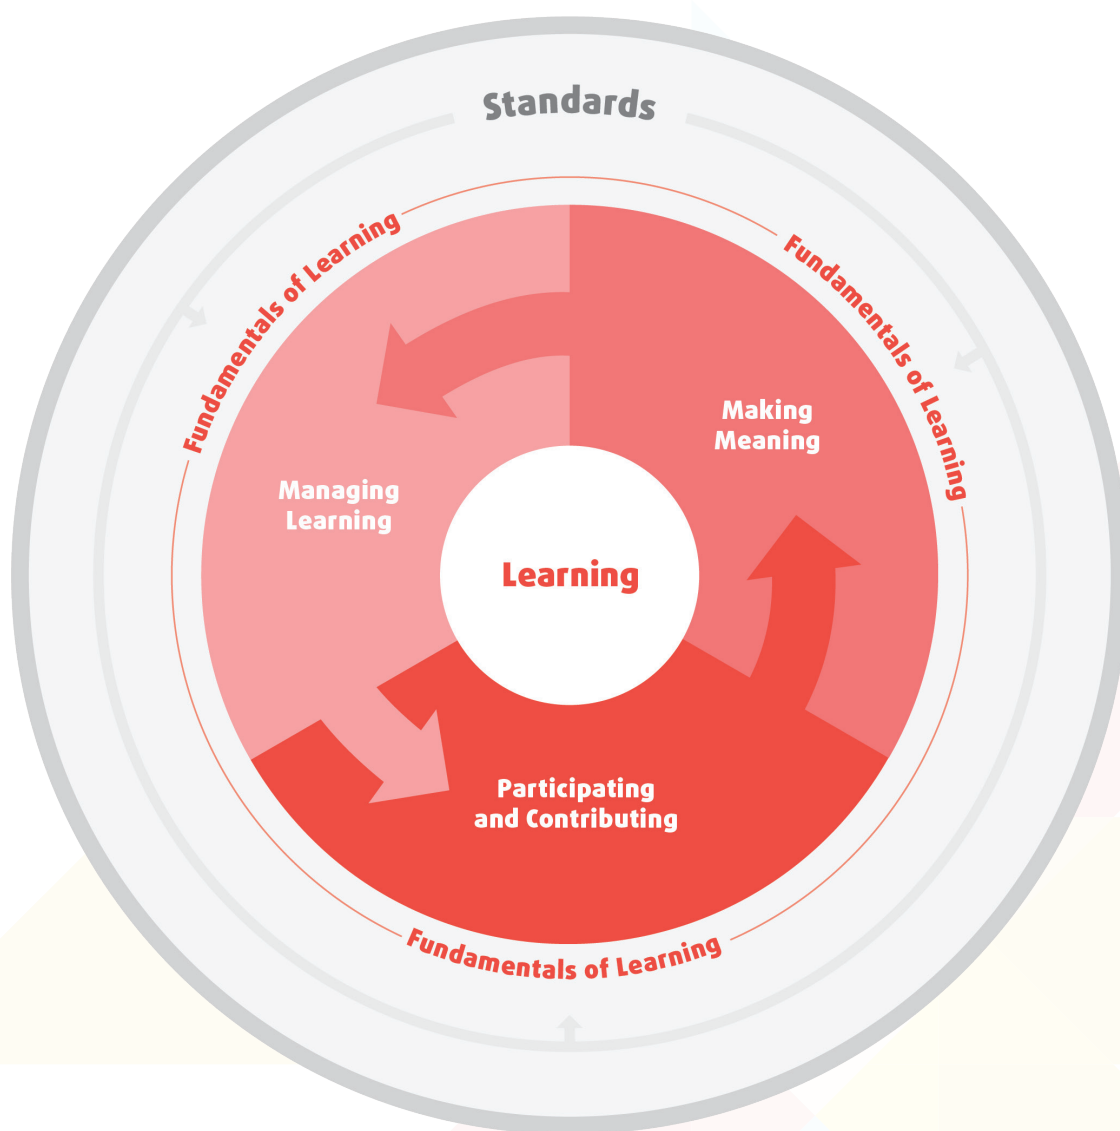 Standards
Fundamentals of Learning
Fundamentals of Learning
Making
Meaning
Managing
Learning
Learning
Participating
and Contributing
Fundamentals of Learning